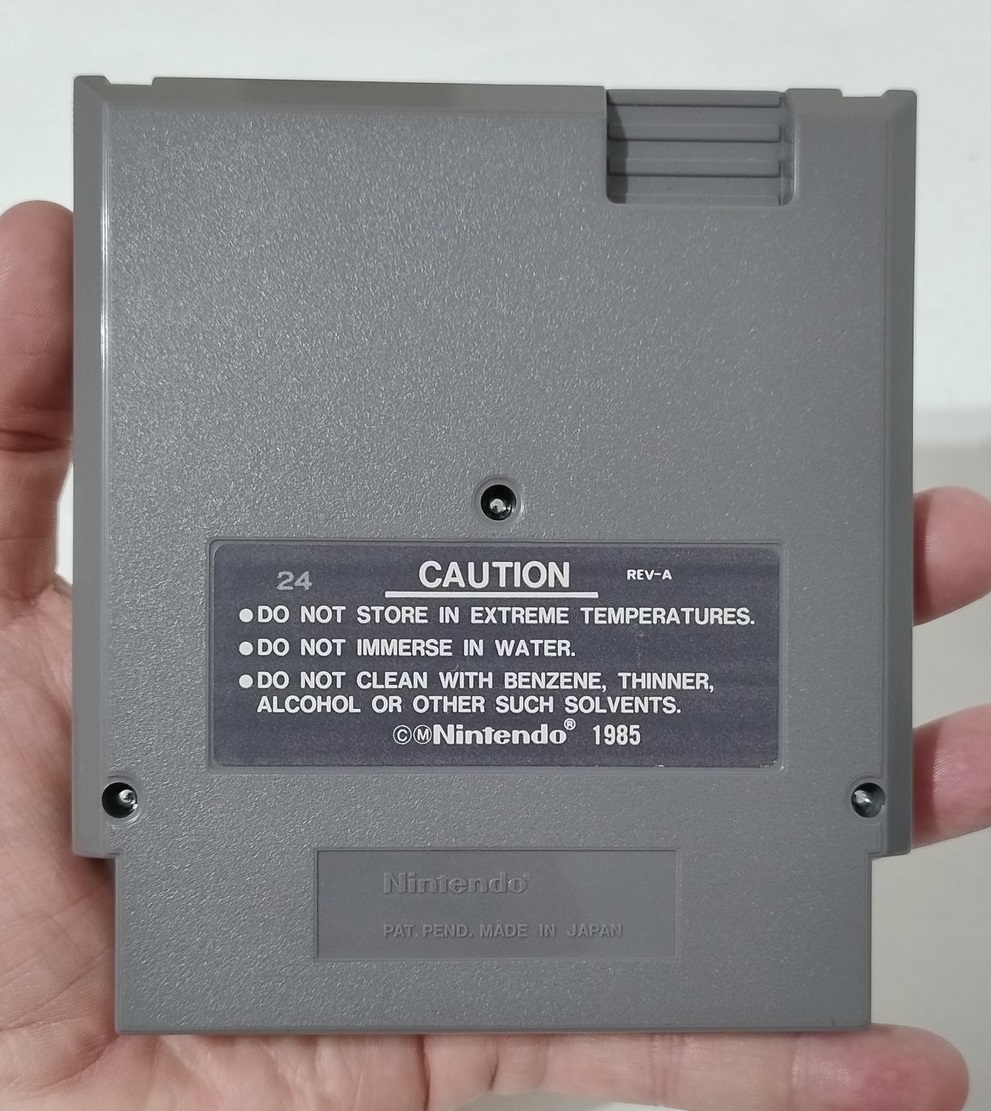 24 CAUTION REV-A
●DO NOT STORE IN EXTREME TEMPERATURES.
●DO NOT IMMERSE IN WATER.
●DO NOT CLEAN WITH BENZENE, THINNER,
ALCOHOL OR OTHER SUCH SOLVENTS.
©ⓂNintendo® 1985
Nintendo®
PAT. PEND. MADE IN JAPAN